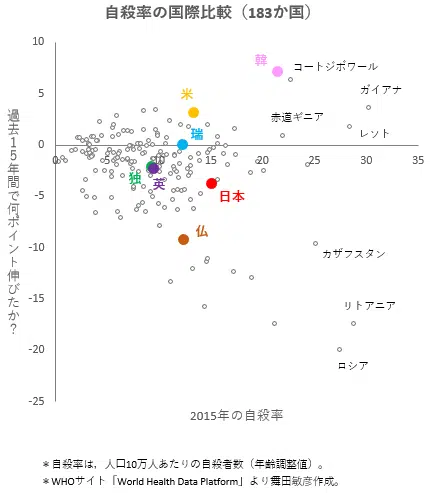 自殺率の国際比較（183か国）
10
5
0
-5
-10
-15
-20
-25
0
5
10
15
20
25
30
35
過去15年間で何ポイント伸びたか？
韓
コートジボワール
ガイアナ
米
赤道ギニア
瑞
レソト
独
英
日本
仏
カザフスタン
リトアニア
ロシア
2015年の自殺率
＊自殺率は，人口10万人あたりの自殺者数（年齢調整値）。
＊WHOサイト「World Health Data Platform」より舞田敏彦作成。